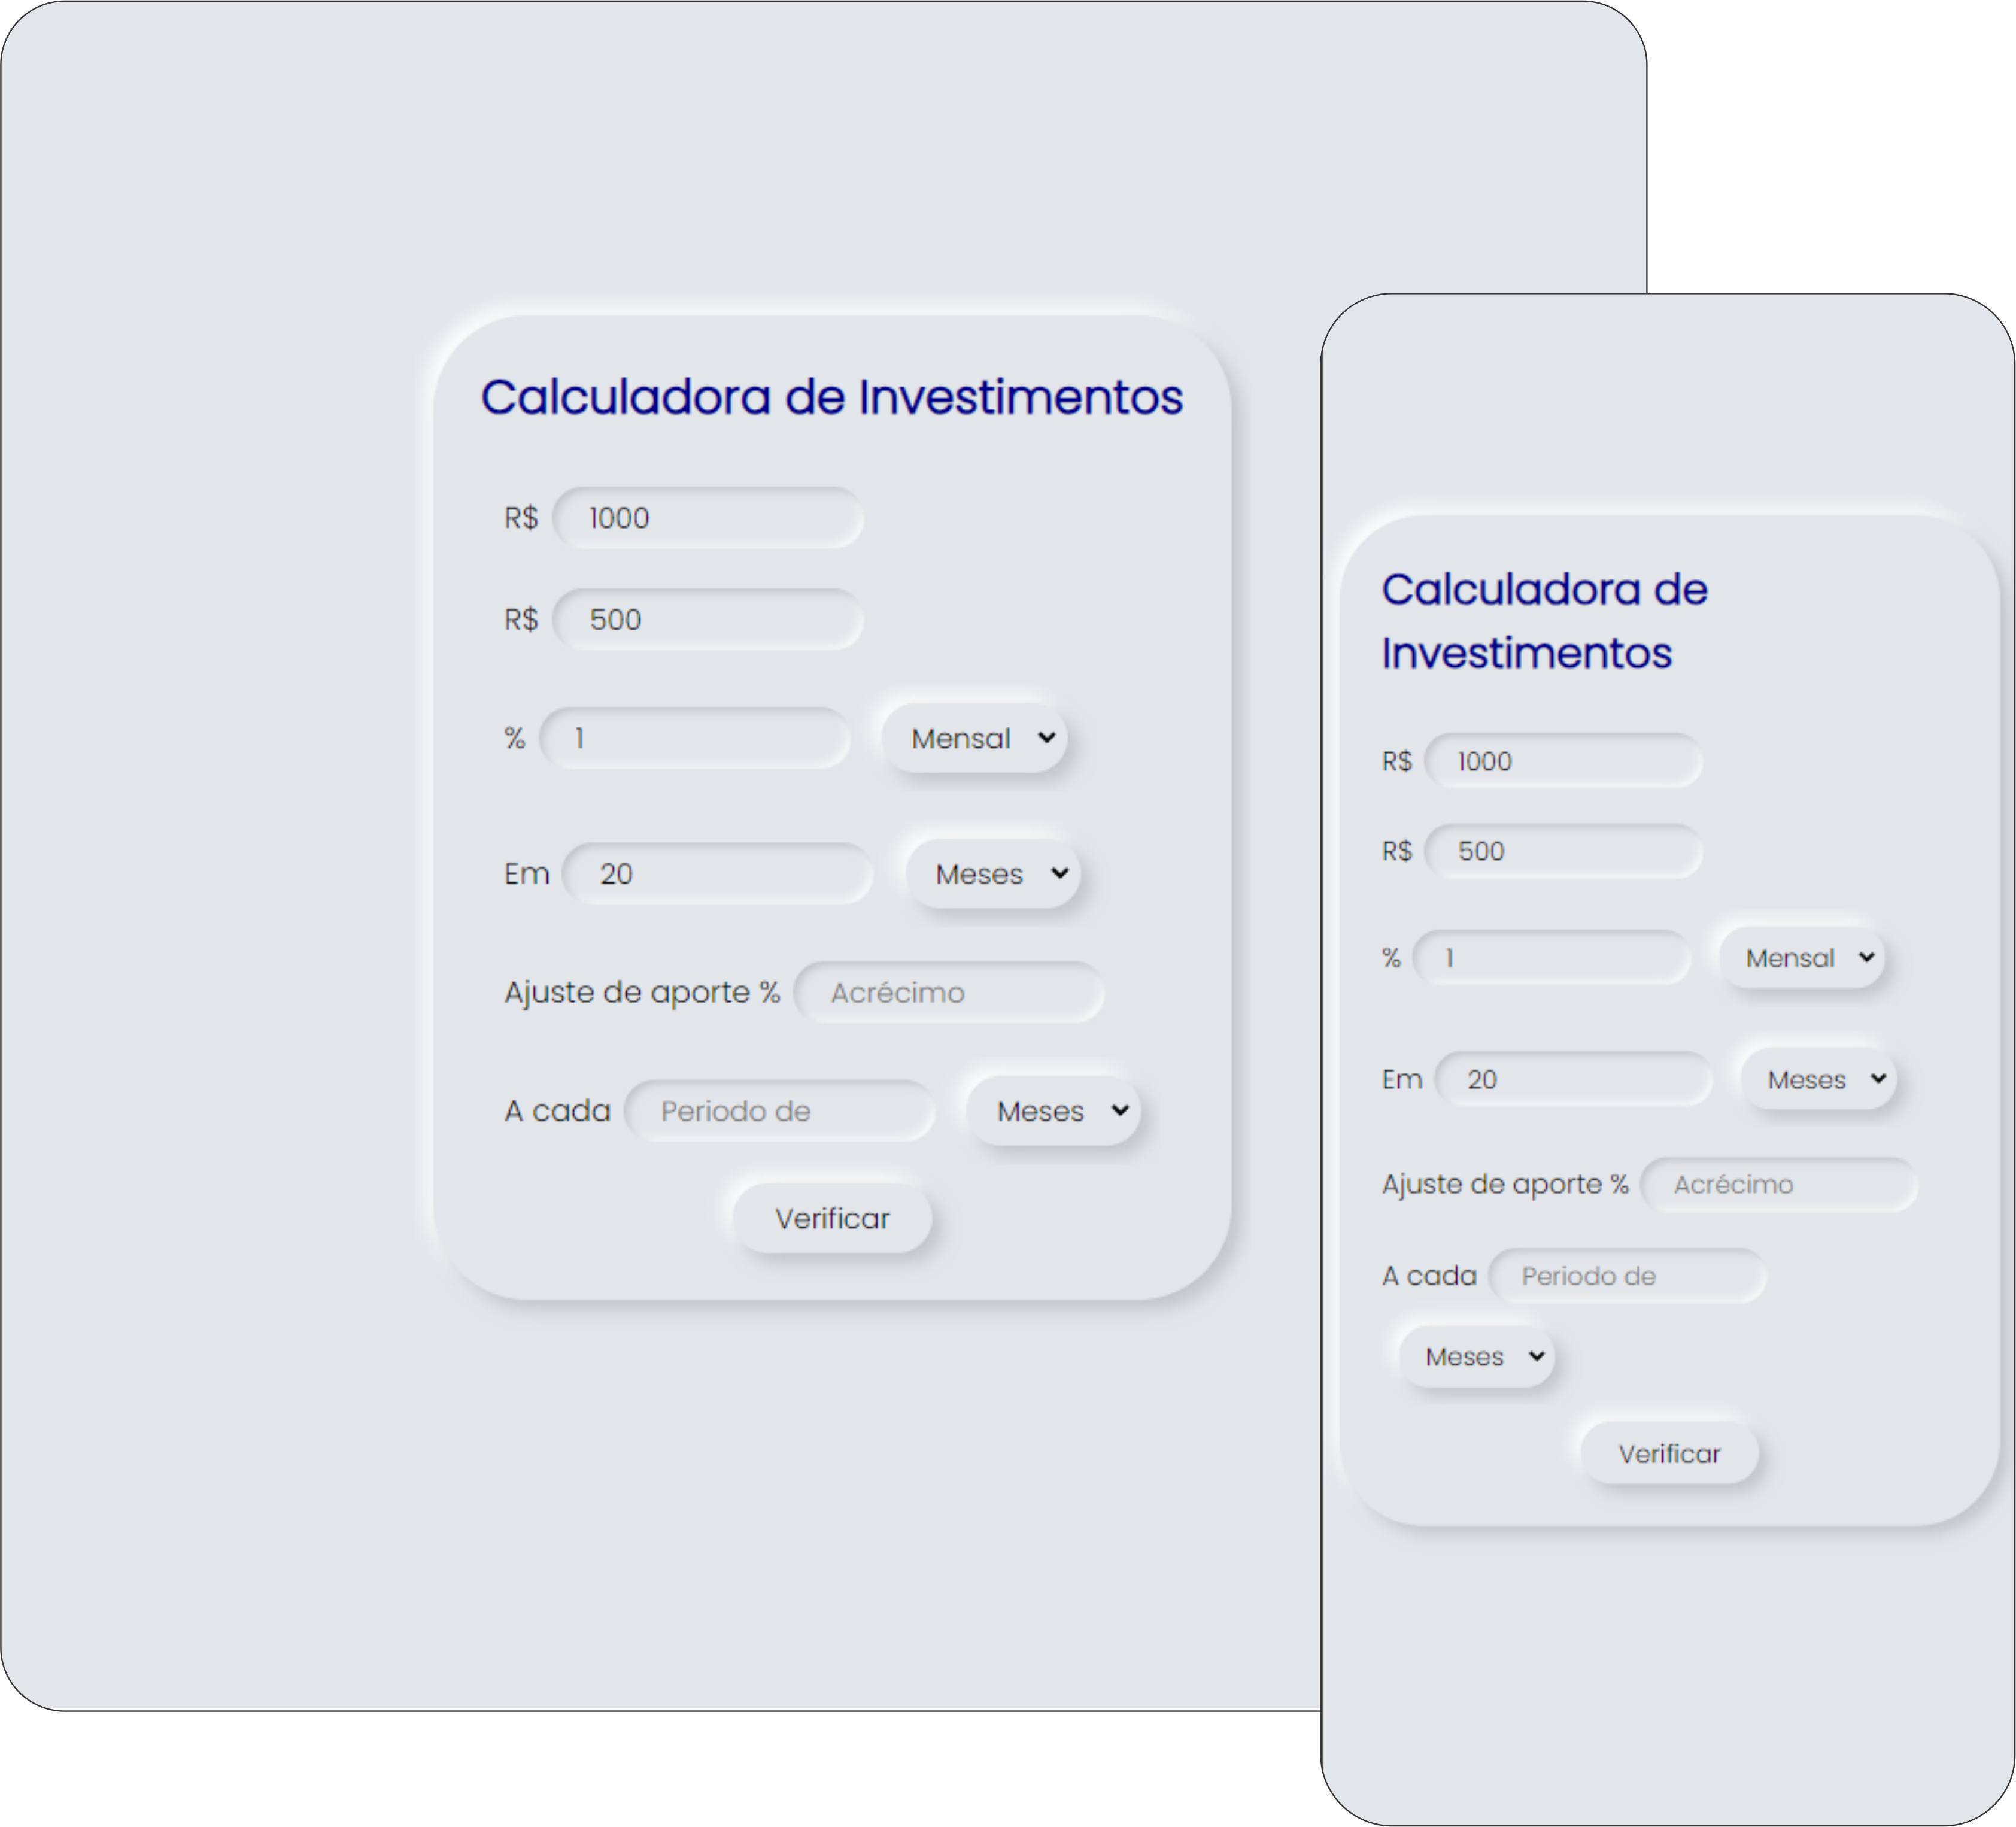 Calculadora de Investimentos
R$ 1000
R$ 500
% 1 Mensal
Em 20 Meses
Ajuste de aporte % Acrécimo
A cada Periodo de Meses
Verificar
Calculadora de
Investimentos
R$ 1000
R$ 500
% 1 Mensal
Em 20 Meses
Ajuste de aporte % Acrécimo
A cada Periodo de
Meses
Verificar